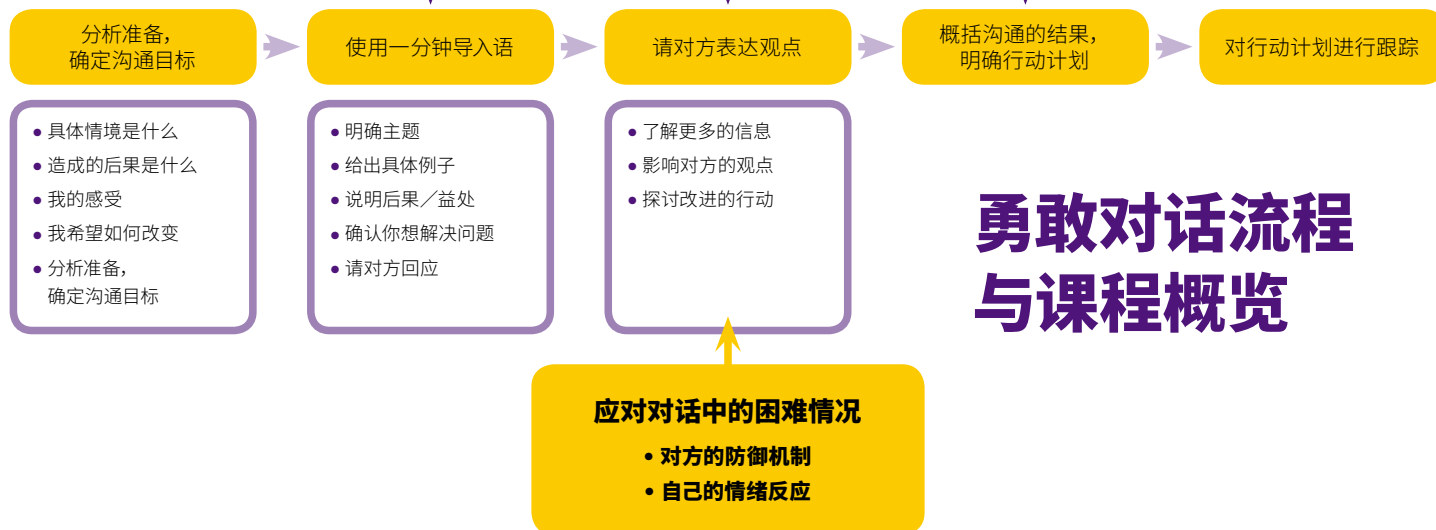 分析准备，
确定沟通目标
使用一分钟导入语
请对方表达观点
概括沟通的结果，
明确行动计划
对行动计划进行跟踪
• 具体情境是什么
• 造成的后果是什么
• 我的感受
• 我希望如何改变
• 分析准备，
确定沟通目标
• 明确主题
• 给出具体例子
• 说明后果／益处
• 确认你想解决问题
• 请对方回应
• 了解更多的信息
• 影响对方的观点
• 探讨改进的行动
勇敢对话流程
与课程概览
应对对话中的困难情况
• 对方的防御机制
• 自己的情绪反应